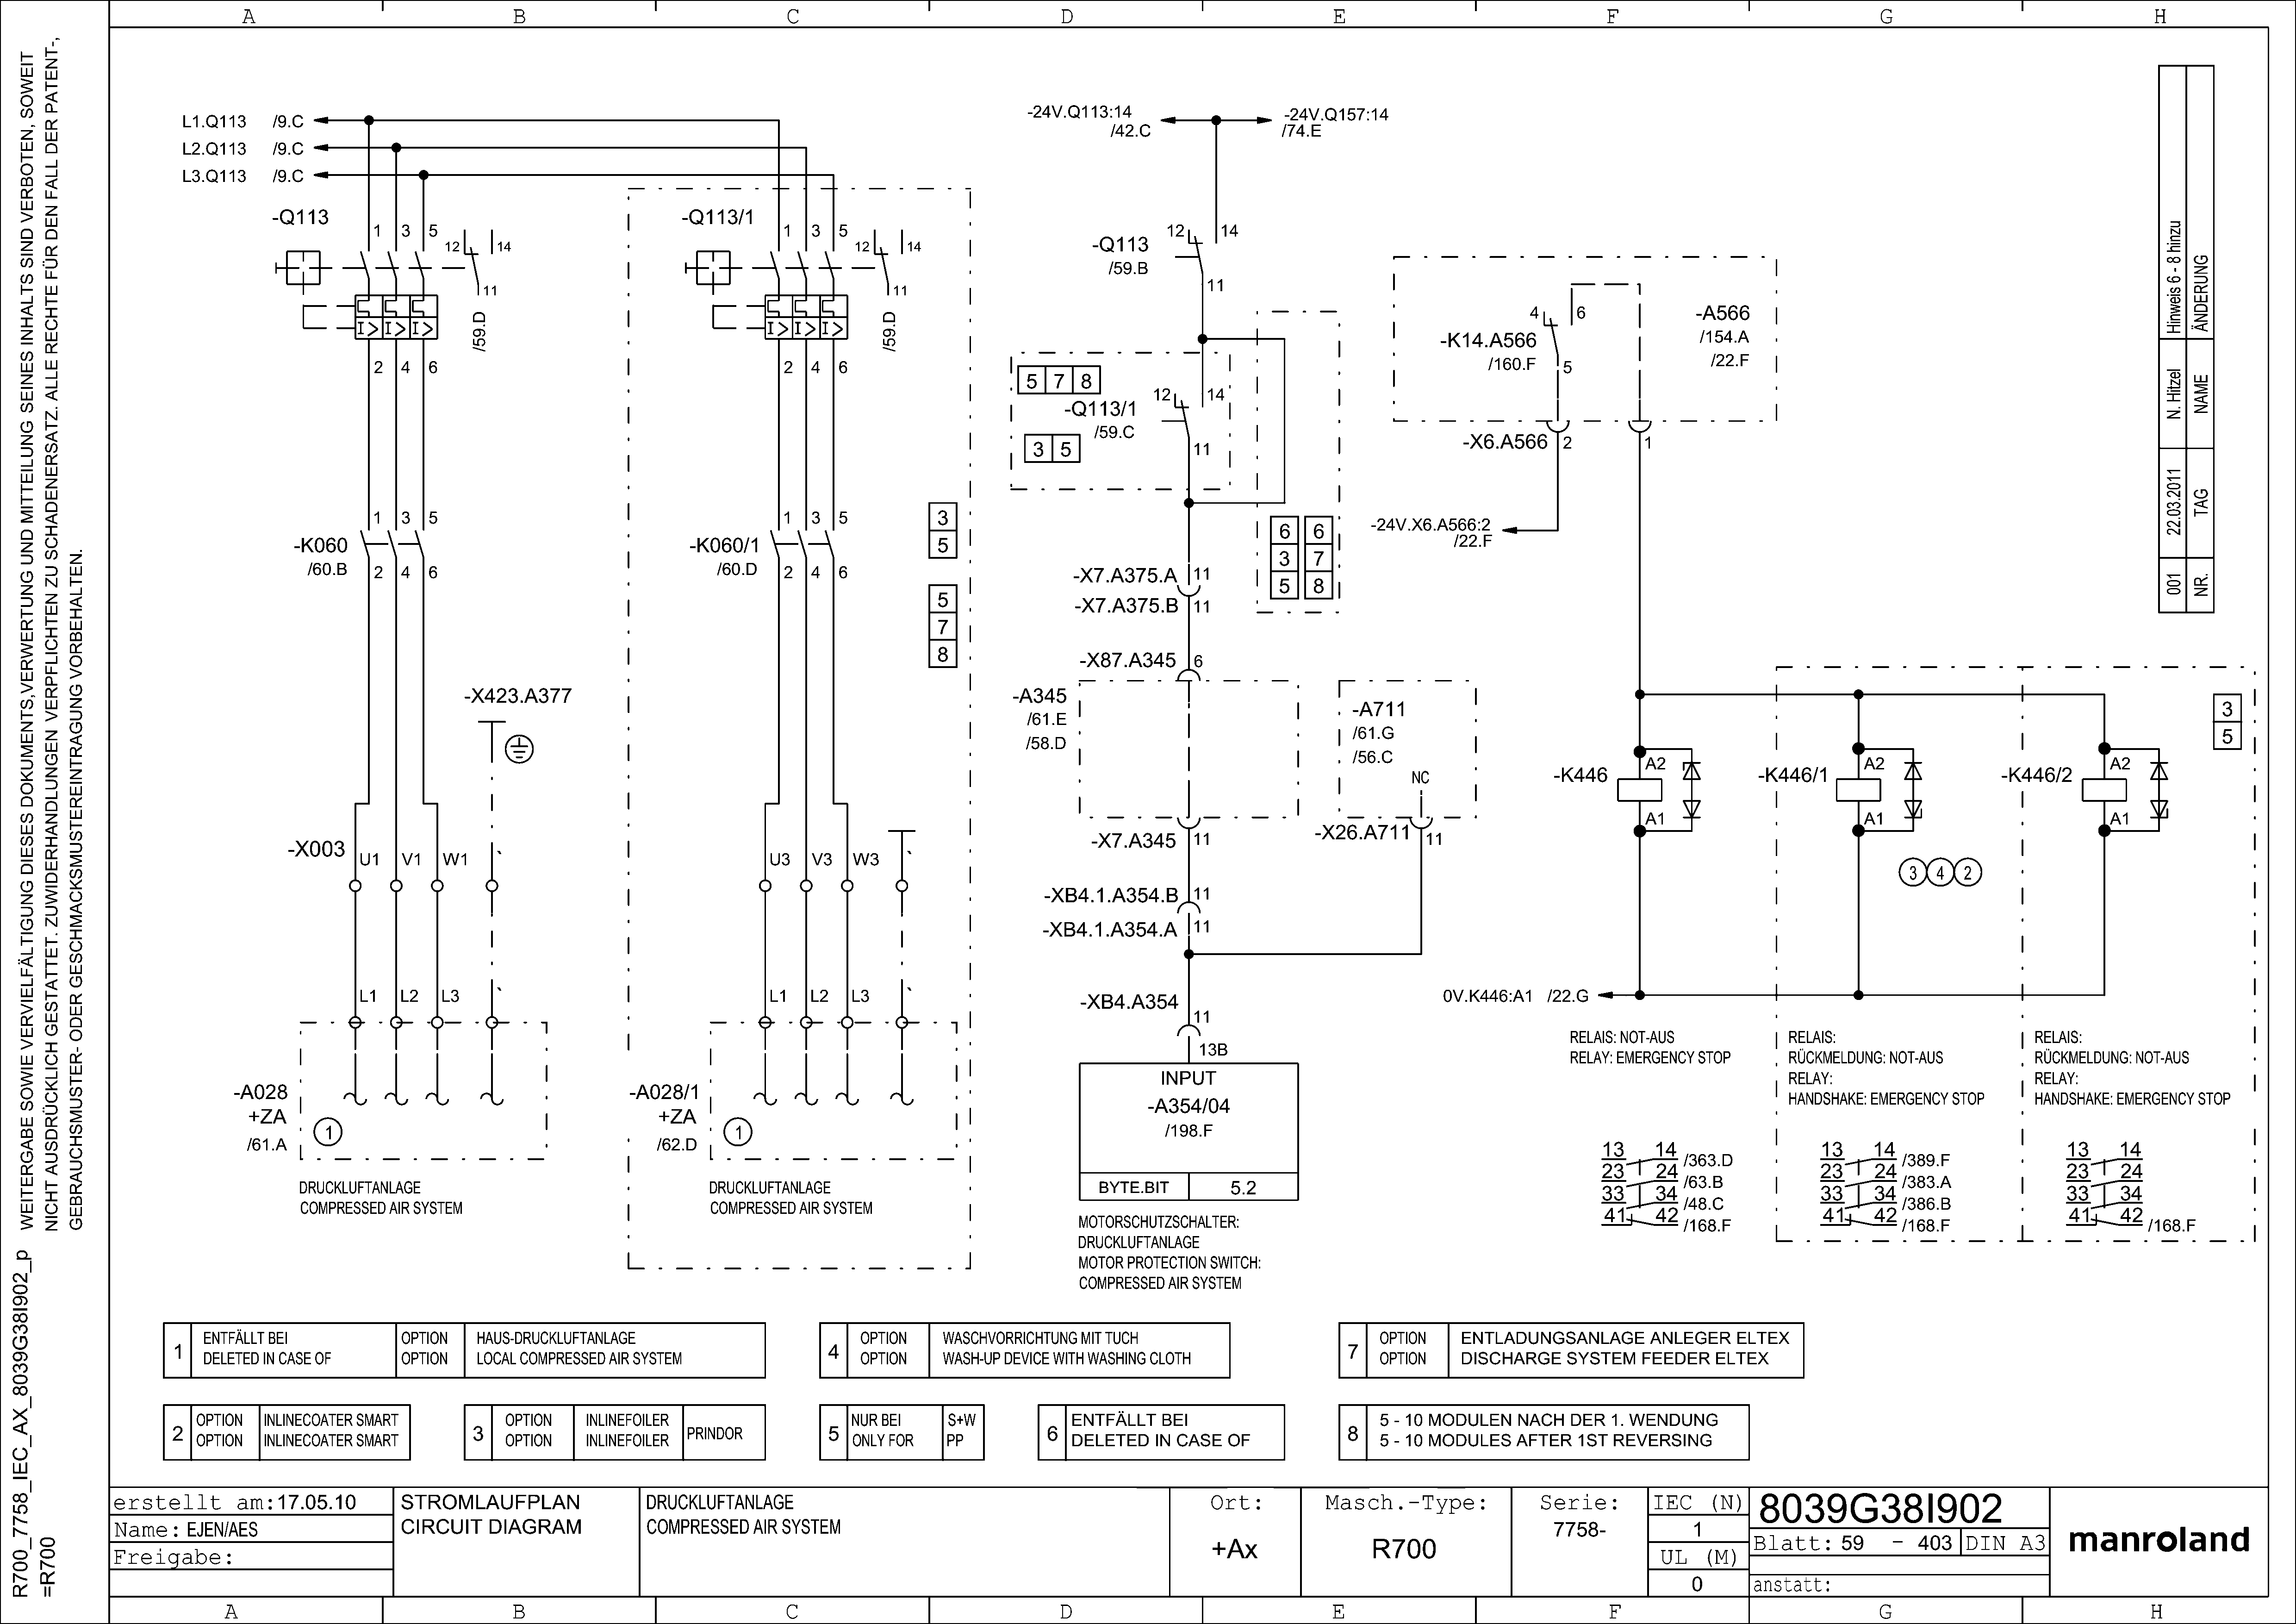 A B C D E F G H
WEITERGABE SOWIE VERVIELFÄLTIGUNG DIESES DOKUMENTS,VERWERTUNG UND MITTEILUNG SEINES INHALTS SIND VERBOTEN, SOWEIT
NICHT AUSDRÜCKLICH GESTATTET. ZUWIDERHANDLUNGEN VERPFLICHTEN ZU SCHADENERSATZ. ALLE RECHTE FÜR DEN FALL DER PATENT-,
GEBRAUCHSMUSTER- ODER GESCHMACKSMUSTEREINTRAGUNG VORBEHALTEN.
R700_7758_IEC_AX_8039G38I902_p
=R700
L1.Q113 /9.C
L2.Q113 /9.C
L3.Q113 /9.C
-Q113
1 3 5
12 14
11
/59.D
2 4 6
-K060
/60.B
1 3 5
2 4 6
-X423.A377
-X003
U1 V1 W1
L1 L2 L3
-A028
+ZA
/61.A
1
DRUCKLUFTANLAGE
COMPRESSED AIR SYSTEM
-Q113/1
1 3 5
12 14
11
/59.D
2 4 6
-K060/1
/60.D
1 3 5
2 4 6
3
5
5
7
8
U3 V3 W3
L1 L2 L3
-A028/1
+ZA
/62.D
1
DRUCKLUFTANLAGE
COMPRESSED AIR SYSTEM
-24V.Q113:14
/42.C
-24V.Q157:14
/74.E
-Q113
/59.B
12 14
11
5 7 8
-Q113/1
/59.C
12 14
11
3 5
6 6
3 7
5 8
-X7.A375.A 11
-X7.A375.B 11
-X87.A345 6
-A345
/61.E
/58.D
-A711
/61.G
/56.C
NC
-X7.A345 11
-X26.A711 11
-XB4.1.A354.B 11
-XB4.1.A354.A 11
-XB4.A354
11
13B
INPUT
-A354/04
/198.F
BYTE.BIT 5.2
MOTORSCHUTZSCHALTER:
DRUCKLUFTANLAGE
MOTOR PROTECTION SWITCH:
COMPRESSED AIR SYSTEM
-K14.A566
/160.F
4 6
5
-A566
/154.A
/22.F
-X6.A566 2 1
-24V.X6.A566:2
/22.F
-K446 A2
A1
-K446/1 A2
A1
-K446/2 A2
A1
3
5
3 4 2
0V.K446:A1 /22.G
RELAIS: NOT-AUS
RELAY: EMERGENCY STOP
RELAIS:
RÜCKMELDUNG: NOT-AUS
RELAY:
HANDSHAKE: EMERGENCY STOP
RELAIS:
RÜCKMELDUNG: NOT-AUS
RELAY:
HANDSHAKE: EMERGENCY STOP
13 14 /363.D
23 24 /63.B
33 34 /48.C
41 42 /168.F
13 14 /389.F
23 24 /383.A
33 34 /386.B
41 42 /168.F
13 14
23 24
33 34
41 42 /168.F
001 22.03.2011 N. Hitzel Hinweis 6 - 8 hinzu
NR. TAG NAME ÄNDERUNG
1 ENTFÄLLT BEI OPTION HAUS-DRUCKLUFTANLAGE
DELETED IN CASE OF OPTION LOCAL COMPRESSED AIR SYSTEM
4 OPTION WASCHVORRICHTUNG MIT TUCH
OPTION WASH-UP DEVICE WITH WASHING CLOTH
7 OPTION ENTLADUNGSANLAGE ANLEGER ELTEX
OPTION DISCHARGE SYSTEM FEEDER ELTEX
2 OPTION INLINECOATER SMART
OPTION INLINECOATER SMART
3 OPTION INLINEFOILER PRINDOR
OPTION INLINEFOILER
5 NUR BEI S+W
ONLY FOR PP
6 ENTFÄLLT BEI
DELETED IN CASE OF
8 5 - 10 MODULEN NACH DER 1. WENDUNG
5 - 10 MODULES AFTER 1ST REVERSING
erstellt am:17.05.10
Name: EJEN/AES
Freigabe:
STROMLAUFPLAN
CIRCUIT DIAGRAM
DRUCKLUFTANLAGE
COMPRESSED AIR SYSTEM
Ort:
+Ax
Masch.-Type:
R700
Serie:
7758-
IEC (N)
1
UL (M)
0
8039G38I902
Blatt: 59 - 403 DIN A3
anstatt:
manroland
A B C D E F G H